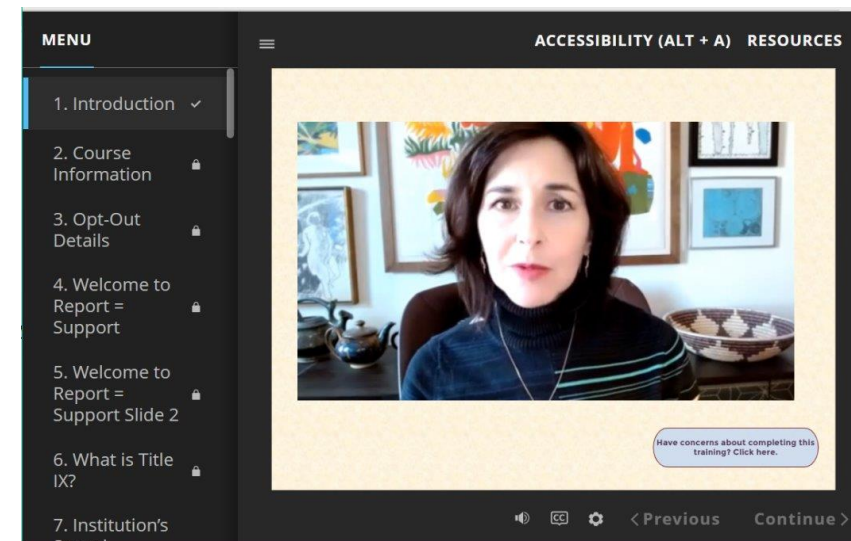 MENU
ACCESSIBILITY (ALT + A) RESOURCES
1. Introduction
2. Course
Information
3. Opt-Out
Details
4. Welcome to
Report =
Support
5. Welcome to
Report =
Support Slide 2
6. What is Title
IX?
7. Institution's
Have concerns about completing this
training? Click here.
CC
<Previous Continue>